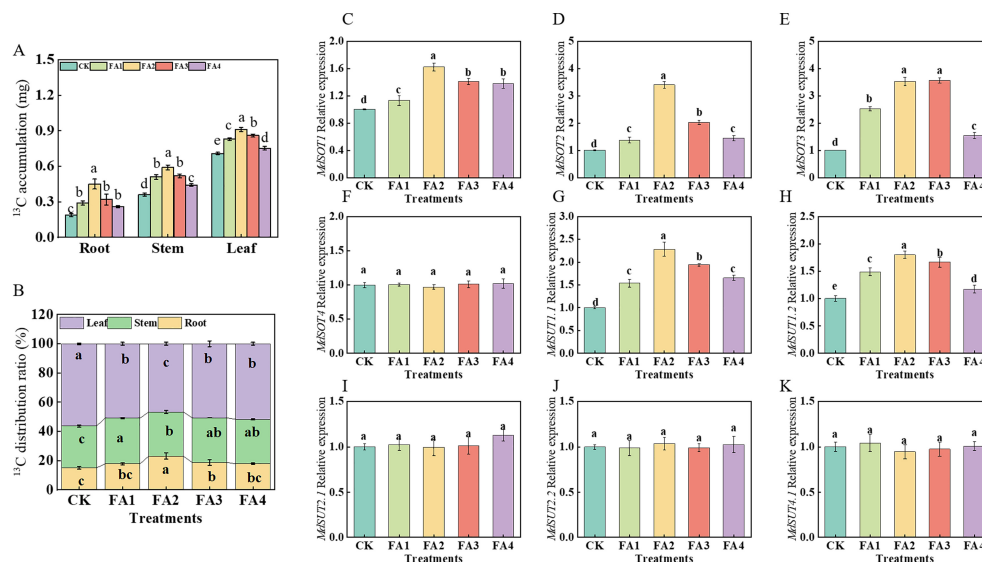 A
1.5
1.2
0.9
0.6
0.3
0.0
13C accumulation (mg)
CK FA1 FA2 FA3 FA4
c b a b b
d b a b c
e c a b d
Root Stem Leaf
B
120
100
80
60
40
20
0
13C distribution ratio (%)
Leaf Stem Root
a b c b b
c a b ab ab
c bc a b bc
CK FA1 FA2 FA3 FA4
Treatments
C
2.0
1.6
1.2
0.8
0.4
0.0
MdSOT1 Relative expression
d c a b b
CK FA1 FA2 FA3 FA4
Treatments
D
5
4
3
2
1
0
MdSOT2 Relative expression
d c a b c
CK FA1 FA2 FA3 FA4
Treatments
E
5
4
3
2
1
0
MdSOT3 Relative expression
d b a a c
CK FA1 FA2 FA3 FA4
Treatments
F
2.0
1.5
1.0
0.5
0.0
MdSOT4 Relative expression
a a a a a
CK FA1 FA2 FA3 FA4
Treatments
G
3.0
2.5
2.0
1.5
1.0
0.5
0.0
MdSUT1.1 Relative expression
d c a b c
CK FA1 FA2 FA3 FA4
Treatments
H
2.5
2.0
1.5
1.0
0.5
0.0
MdSUT1.2 Relative expression
e c a b d
CK FA1 FA2 FA3 FA4
Treatments
I
1.5
1.0
0.5
0.0
MdSUT2.1 Relative expression
a a a a a
CK FA1 FA2 FA3 FA4
Treatments
J
1.5
1.0
0.5
0.0
MdSUT2.2 Relative expression
a a a a a
CK FA1 FA2 FA3 FA4
Treatments
K
1.5
1.0
0.5
0.0
MdSUT4.1 Relative expression
a a a a a
CK FA1 FA2 FA3 FA4
Treatments